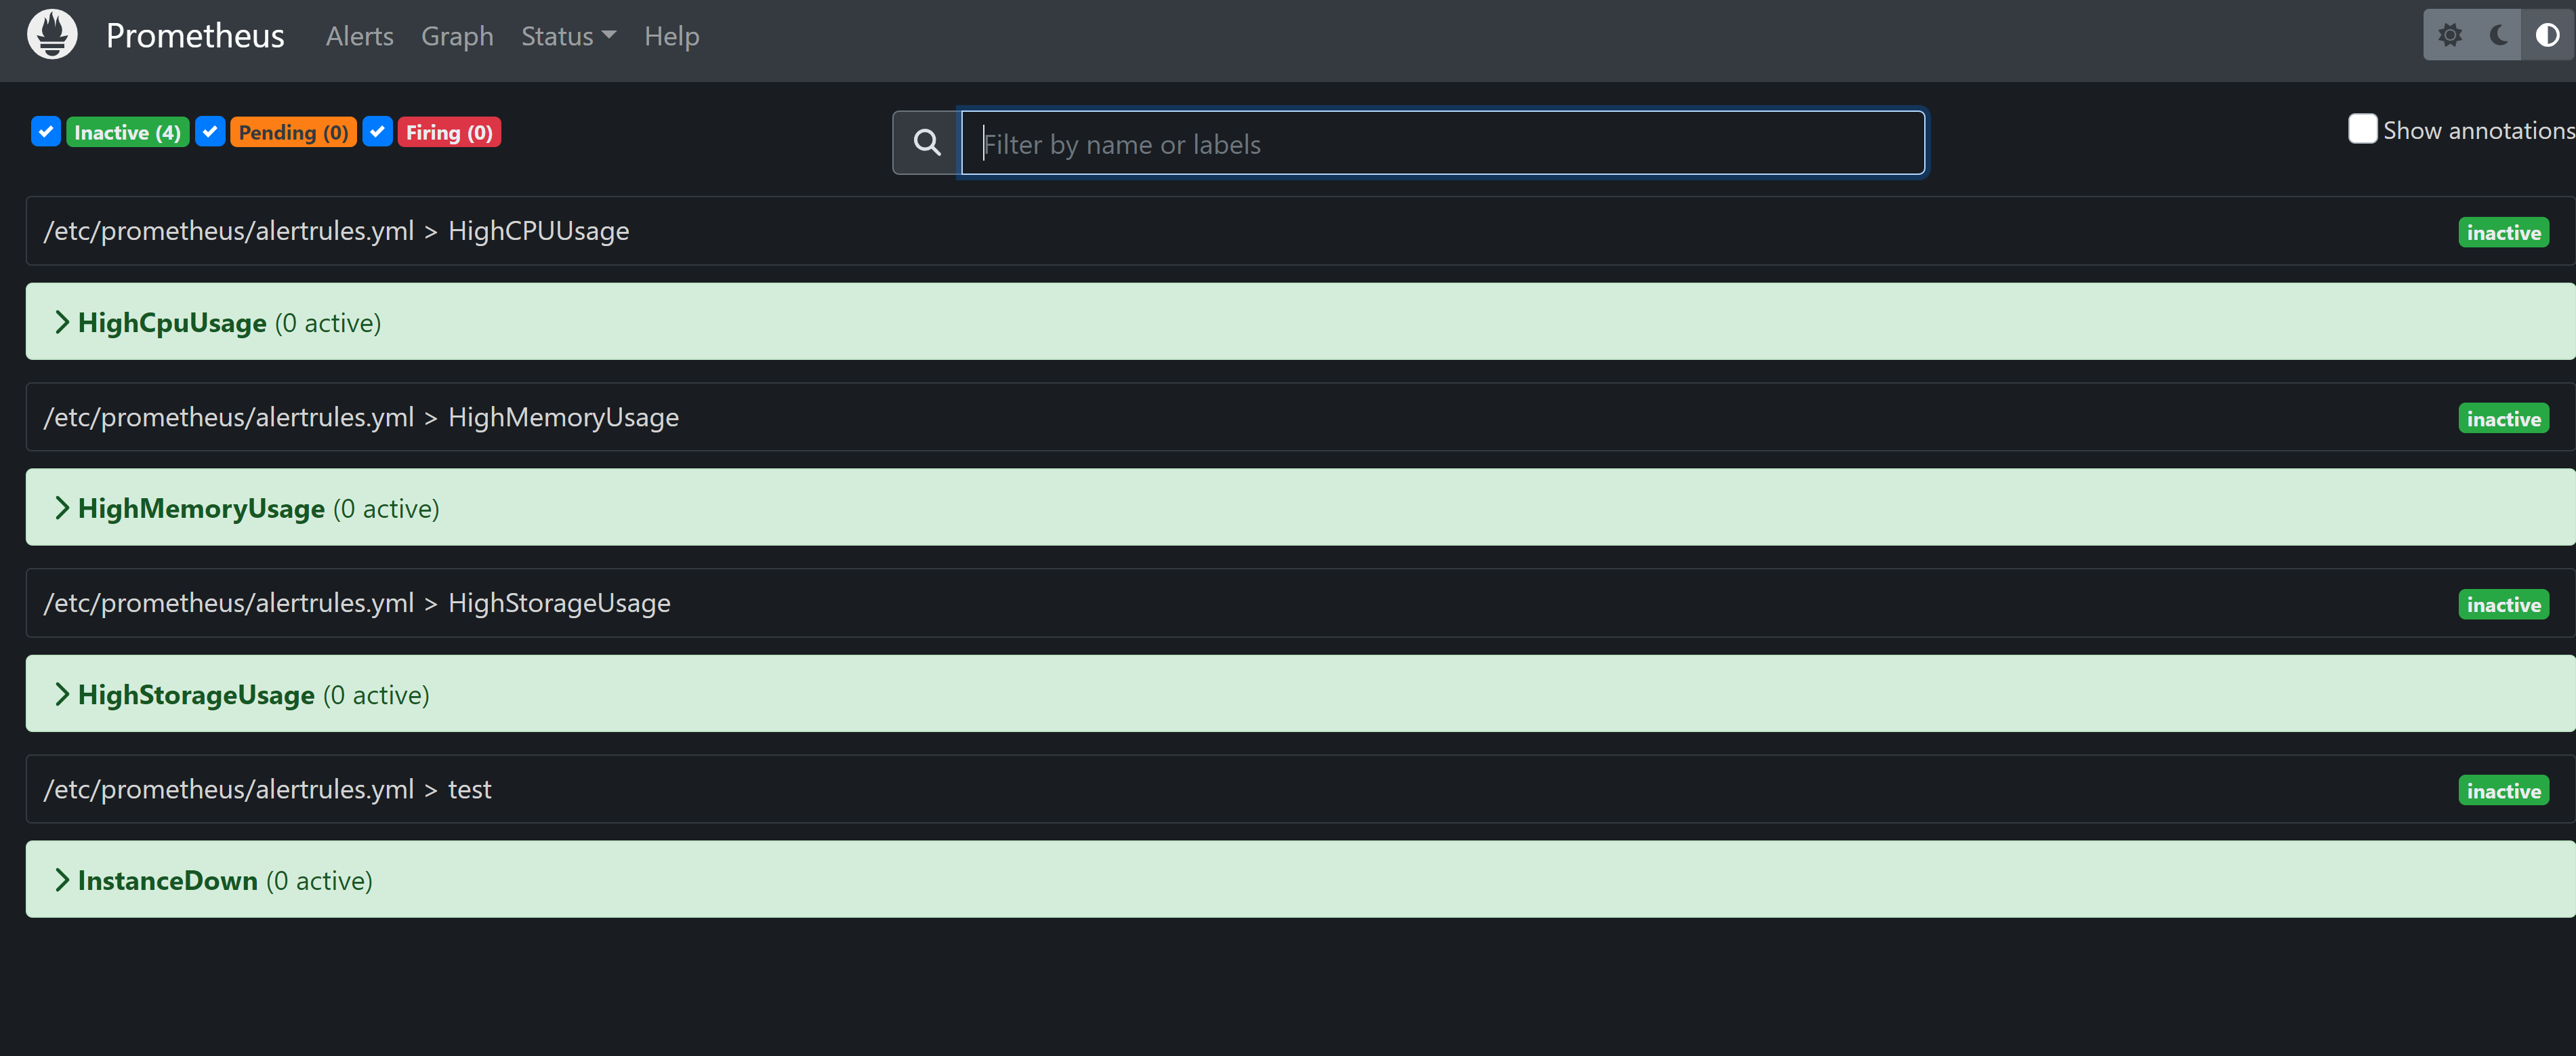 Prometheus Alerts Graph Status Help
Inactive (4) Pending (0) Firing (0) Filter by name or labels Show annotations
/etc/prometheus/alertrules.yml > HighCPUUsage inactive
HighCpuUsage (0 active)
/etc/prometheus/alertrules.yml > HighMemoryUsage inactive
HighMemoryUsage (0 active)
/etc/prometheus/alertrules.yml > HighStorageUsage inactive
HighStorageUsage (0 active)
/etc/prometheus/alertrules.yml > test inactive
InstanceDown (0 active)